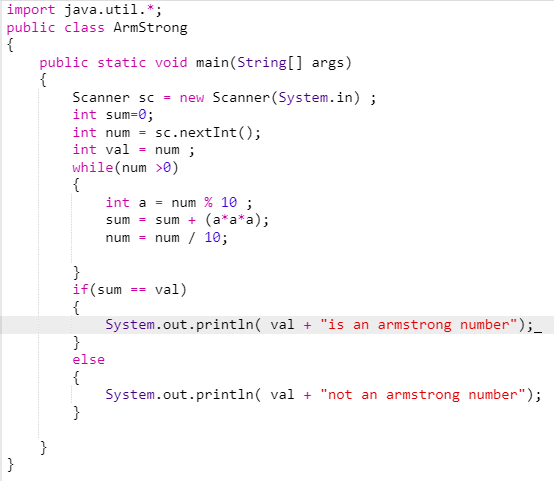 import java.util.*;
public class ArmStrong
{
    public static void main(String[] args)
    {
        Scanner sc = new Scanner(System.in) ;
        int sum=0;
        int num = sc.nextInt();
        int val = num ;
        while(num >0)
        {
            int a = num % 10 ;
            sum = sum + (a*a*a);
            num = num / 10;
        }
        if(sum == val)
        {
            System.out.println( val + "is an armstrong number");_
        }
        else
        {
            System.out.println( val + "not an armstrong number");
        }
    }
}